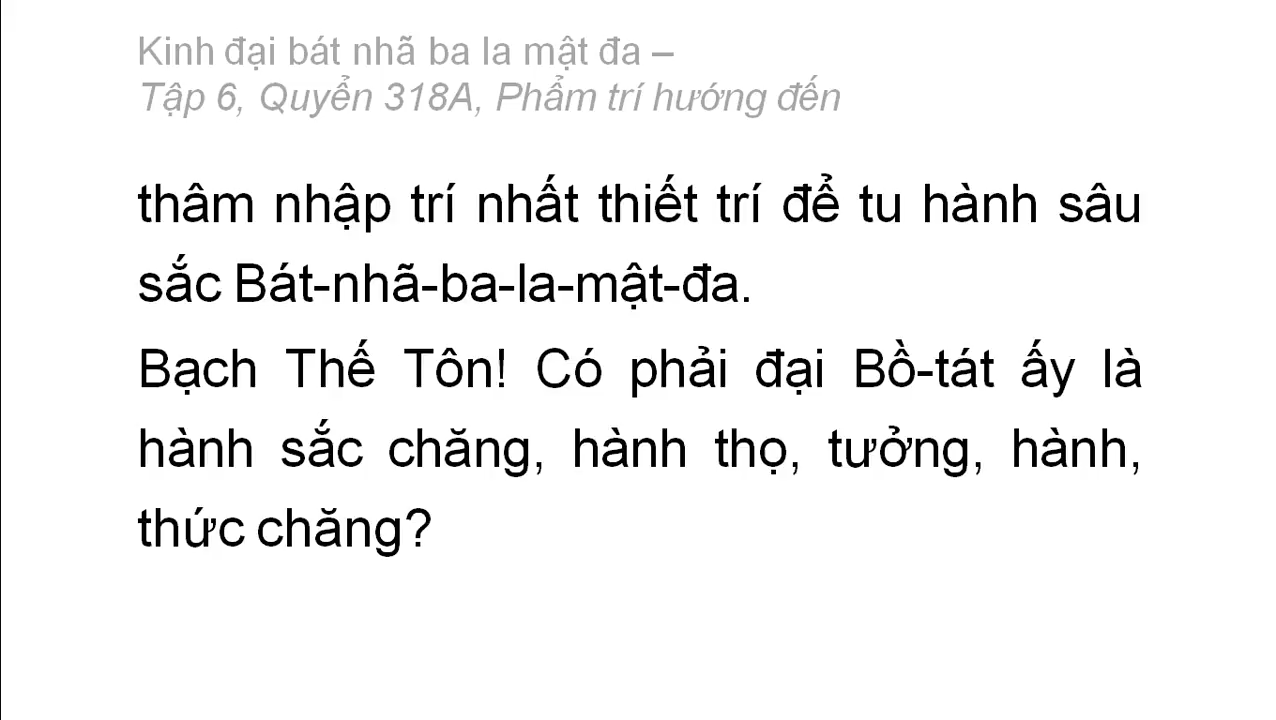 Kinh đại bát nhã ba la mật đa –
Tập 6, Quyển 318A, Phẩm trí hướng đến
thâm nhập trí nhất thiết trí để tu hành sâu
sắc Bát-nhã-ba-la-mật-đa.
Bạch Thế Tôn! Có phải đại Bồ-tát ấy là
hành sắc chăng, hành thọ, tưởng, hành,
thức chăng?